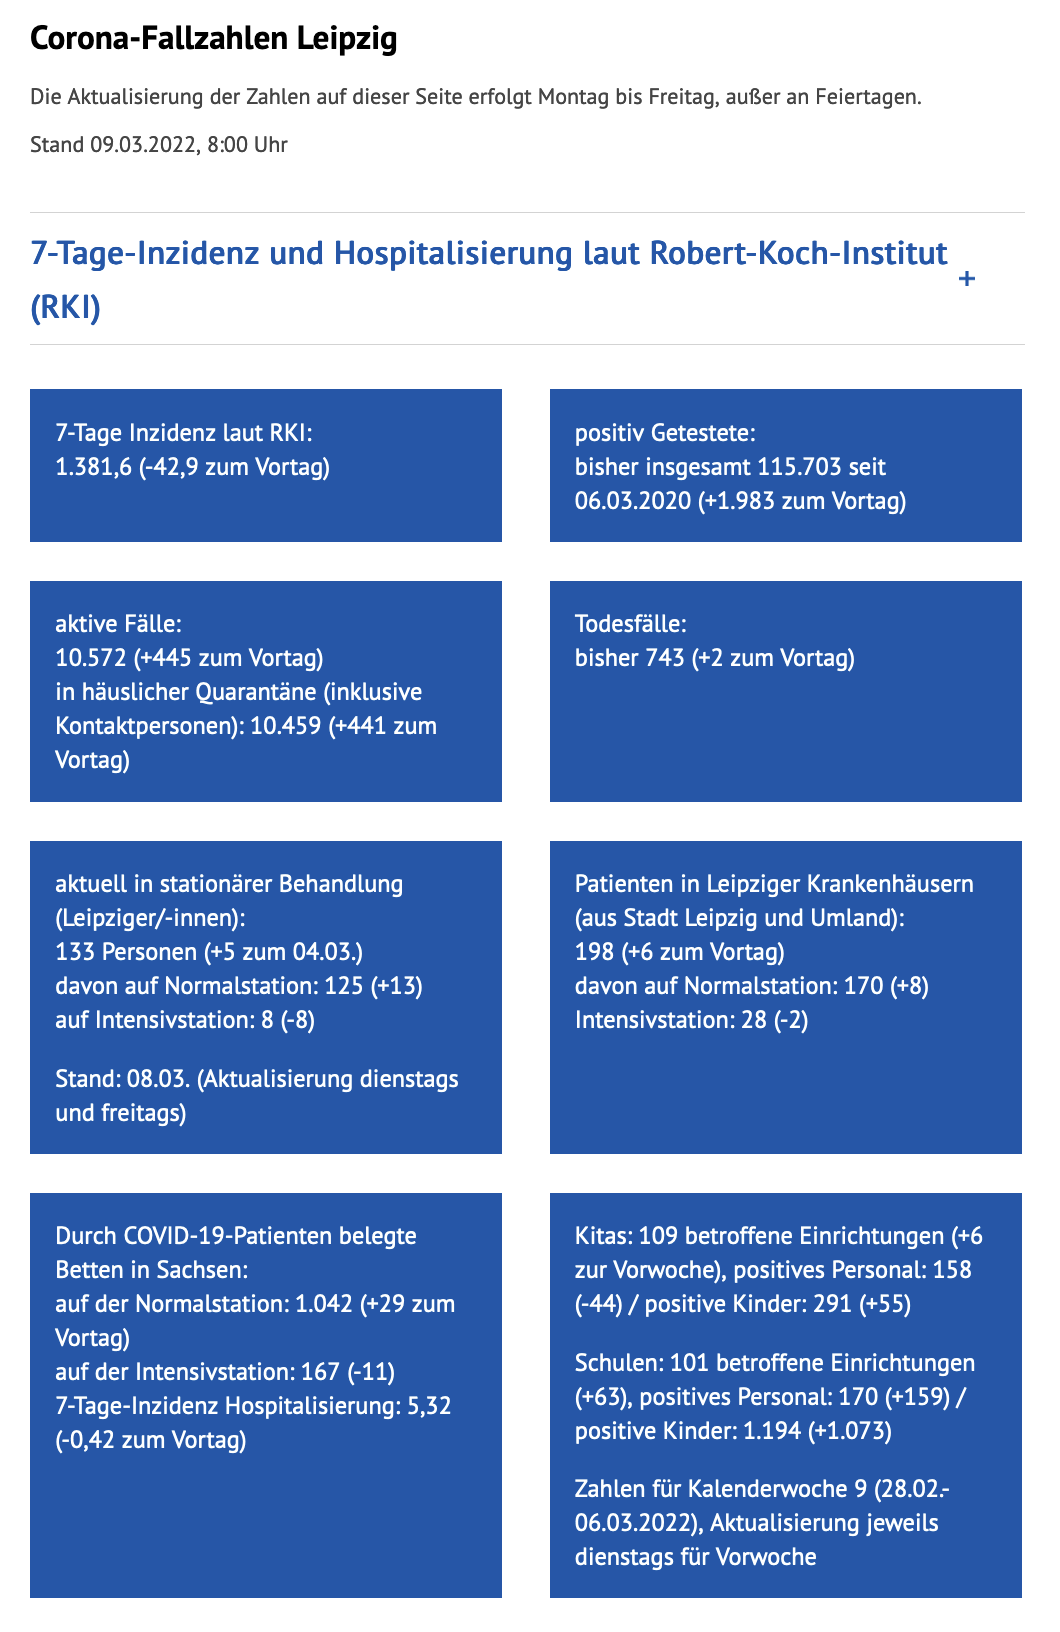 Corona-Fallzahlen Leipzig
Die Aktualisierung der Zahlen auf dieser Seite erfolgt Montag bis Freitag, außer an Feiertagen.
Stand 09.03.2022, 8:00 Uhr
7-Tage-Inzidenz und Hospitalisierung laut Robert-Koch-Institut
(RKI)
+
7-Tage Inzidenz laut RKI:
1.381,6 (-42,9 zum Vortag)
positiv Getestete:
bisher insgesamt 115.703 seit
06.03.2020 (+1.983 zum Vortag)
aktive Fälle:
10.572 (+445 zum Vortag)
in häuslicher Quarantäne (inklusive
Kontaktpersonen): 10.459 (+441 zum
Vortag)
Todesfälle:
bisher 743 (+2 zum Vortag)
aktuell in stationärer Behandlung
(Leipziger/-innen):
133 Personen (+5 zum 04.03.)
davon auf Normalstation: 125 (+13)
auf Intensivstation: 8 (-8)
Stand: 08.03. (Aktualisierung dienstags
und freitags)
Patienten in Leipziger Krankenhäusern
(aus Stadt Leipzig und Umland):
198 (+6 zum Vortag)
davon auf Normalstation: 170 (+8)
Intensivstation: 28 (-2)
Durch COVID-19-Patienten belegte
Betten in Sachsen:
auf der Normalstation: 1.042 (+29 zum
Vortag)
auf der Intensivstation: 167 (-11)
7-Tage-Inzidenz Hospitalisierung: 5,32
(-0,42 zum Vortag)
Kitas: 109 betroffene Einrichtungen (+6
zur Vorwoche), positives Personal: 158
(-44) / positive Kinder: 291 (+55)
Schulen: 101 betroffene Einrichtungen
(+63), positives Personal: 170 (+159) /
positive Kinder: 1.194 (+1.073)
Zahlen für Kalenderwoche 9 (28.02.-
06.03.2022), Aktualisierung jeweils
dienstags für Vorwoche